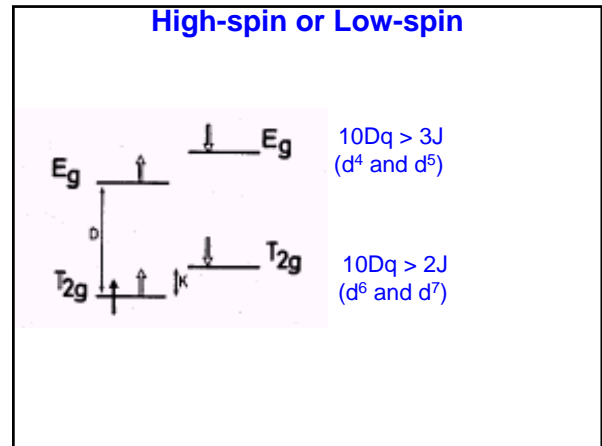 High-spin or Low-spin
Eg
10Dq > 3J
(d⁴ and d⁵)
Eg
D
T2g
10Dq > 2J
(d⁶ and d⁷)
K
T2g